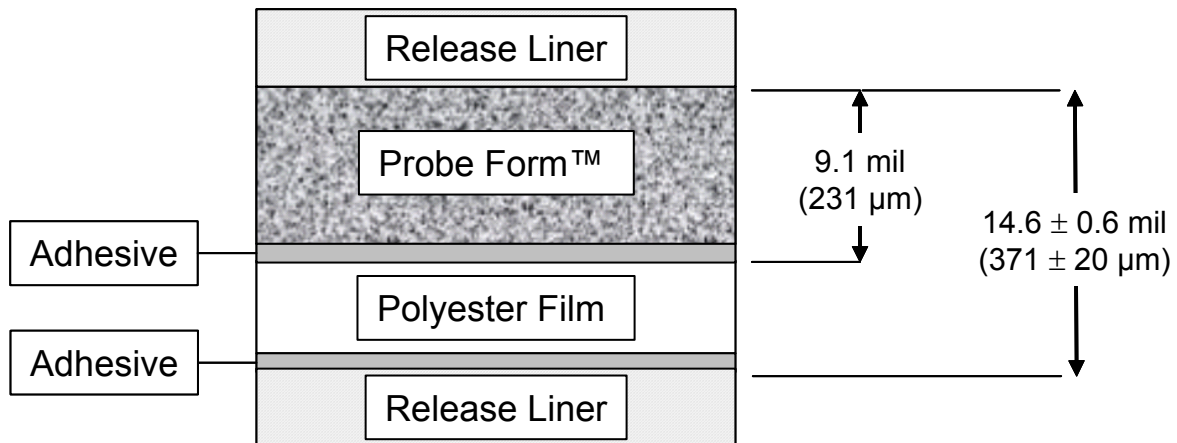 Release Liner
Probe Form™
9.1 mil
(231 μm)
14.6 ± 0.6 mil
(371 ± 20 μm)
Adhesive
Polyester Film
Adhesive
Release Liner